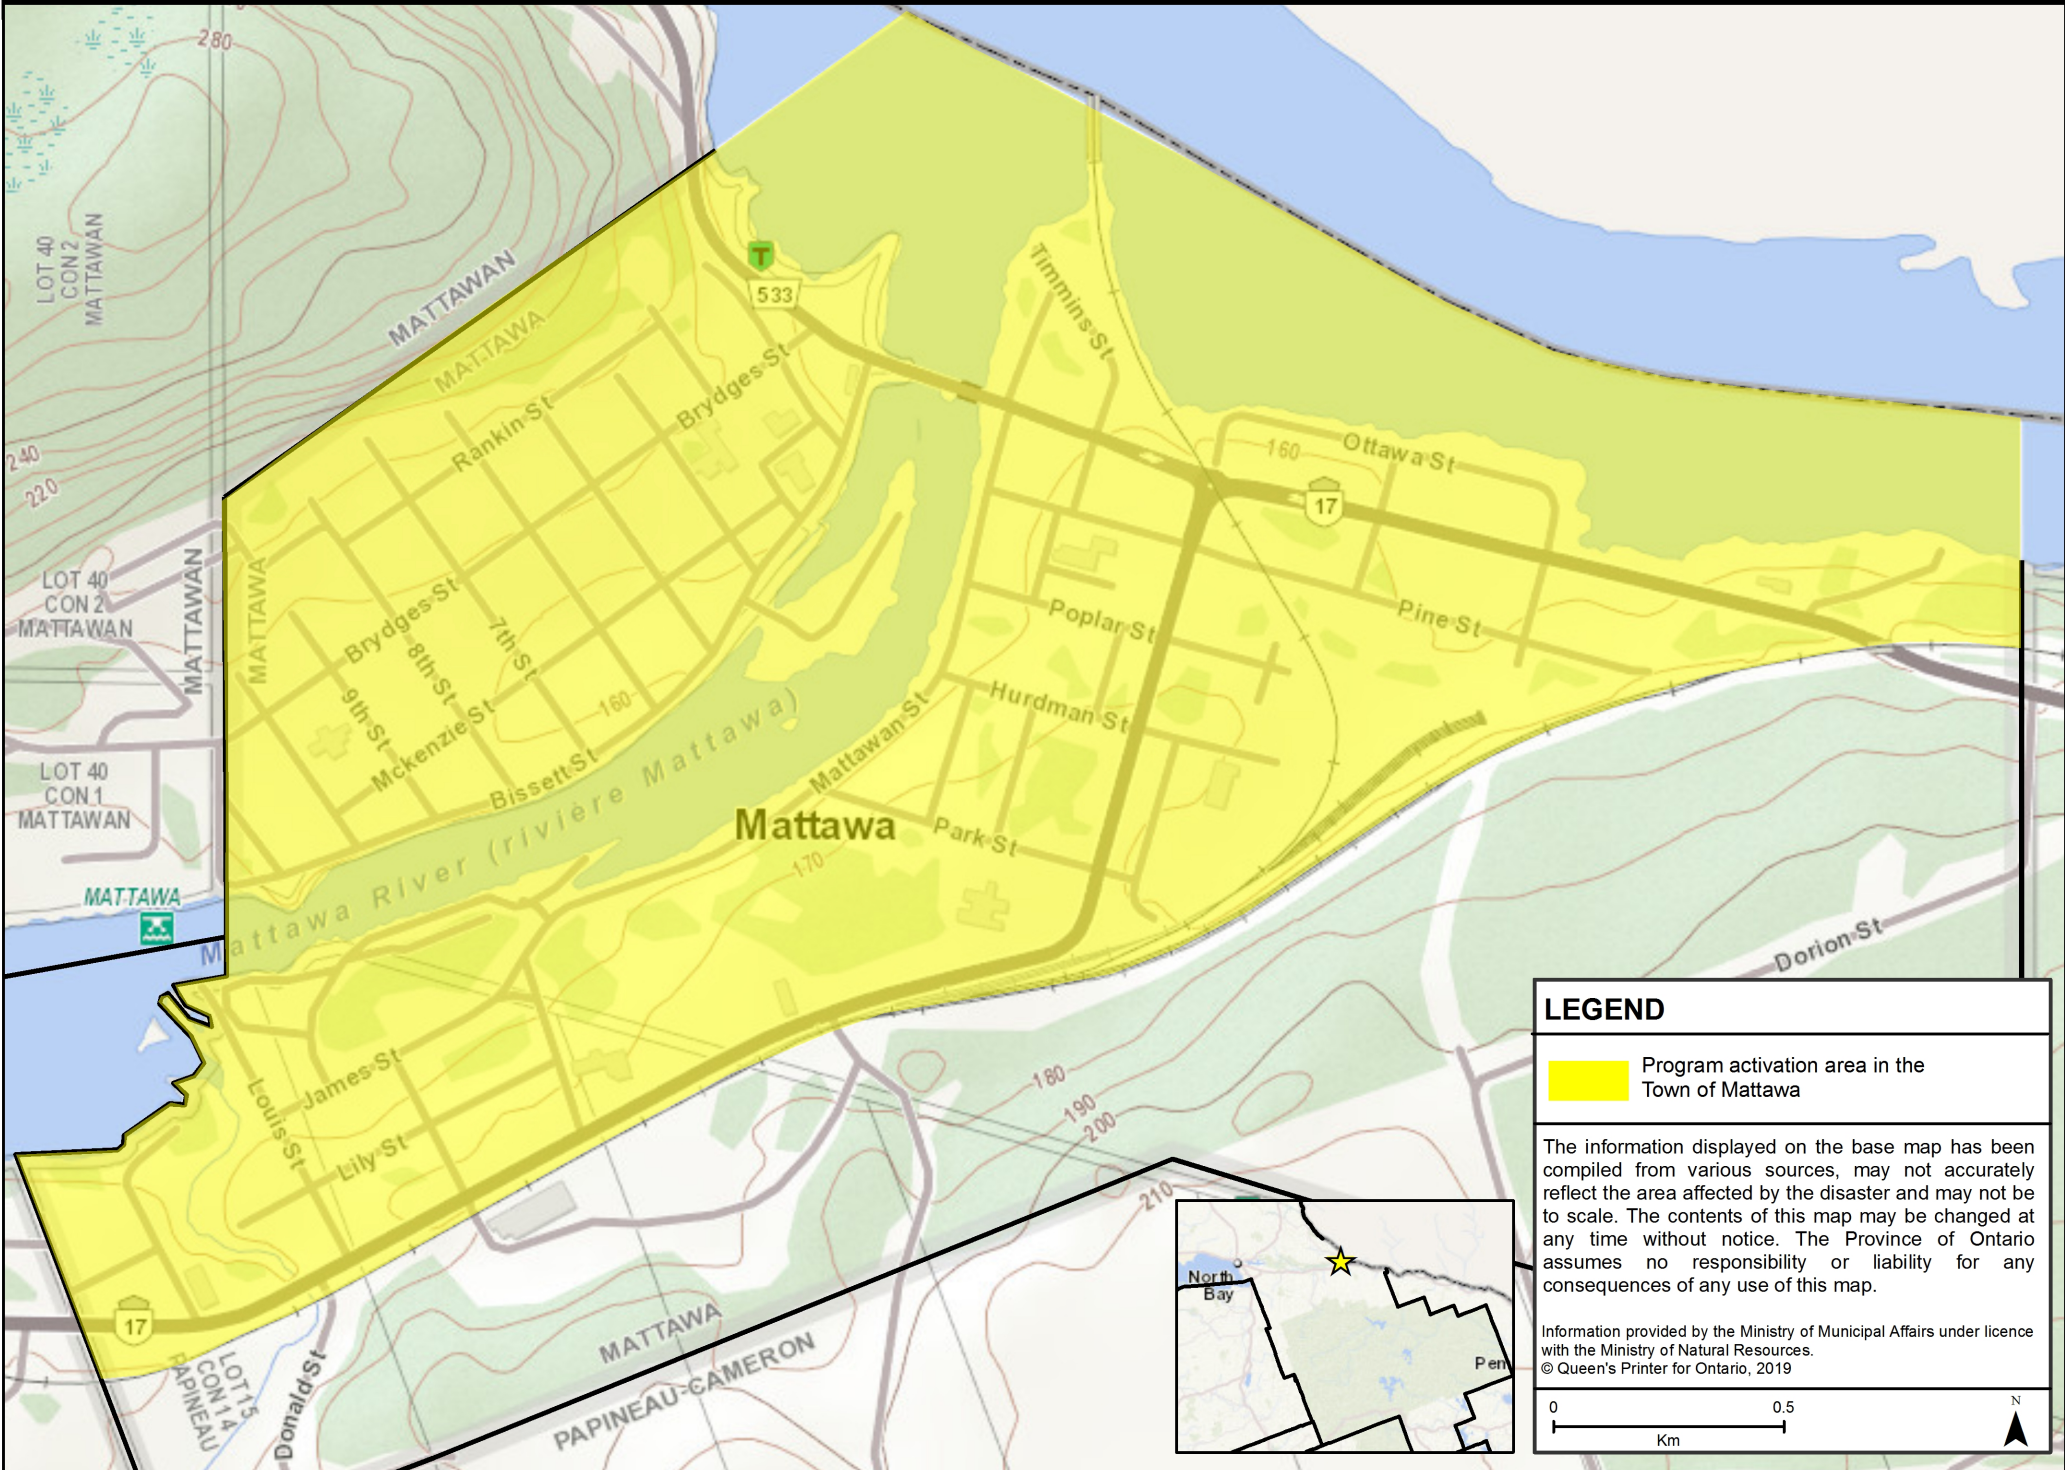 280
LOT 40
CON 2
MATTAWAN
MATTAWAN
MATTAWA
T
533
Timmins St
Brydges St
Rankin St
240
220
160
Ottawa St
17
LOT 40
CON 2
MATTAWAN
MATTAWAN
MATTAWA
Brydges St
7th St
8th St
9th St
Mckenzie St
160
Bissett St
Poplar St
Pine St
Hurdman St
Mattawan St
Mattawa River (rivière Mattawa)
LOT 40
CON 1
MATTAWAN
Mattawa
Park St
170
MATTAWA
Dorion St
James St
Louis St
Lily St
180
190
200
210
17
LOT 15
CON 14
PAPINEAU
Donald St
MATTAWA
PAPINEAU-CAMERON
North
Bay
Pem
LEGEND
Program activation area in the
Town of Mattawa
The information displayed on the base map has been
compiled from various sources, may not accurately
reflect the area affected by the disaster and may not be
to scale. The contents of this map may be changed at
any time without notice. The Province of Ontario
assumes no responsibility or liability for any
consequences of any use of this map.
Information provided by the Ministry of Municipal Affairs under licence
with the Ministry of Natural Resources.
© Queen's Printer for Ontario, 2019
0 0.5
Km
N